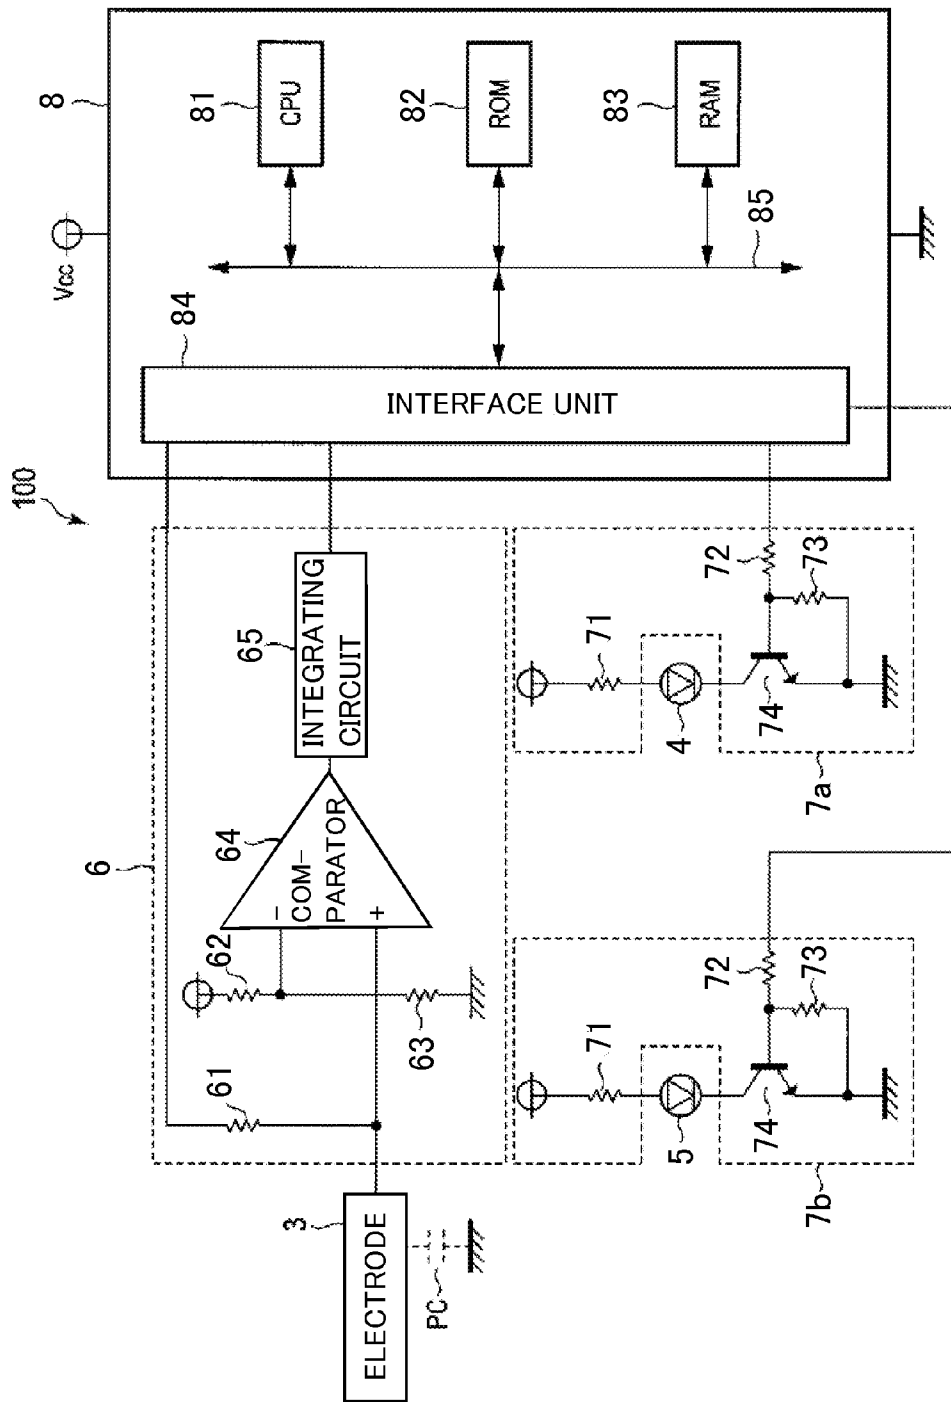 100
8
Vcc
81
CPU
82
ROM
83
RAM
85
84
INTERFACE UNIT
6
61
62
63
64
COM-
PARATOR
−
+
65
INTEGRATING
CIRCUIT
3
ELECTRODE
PC
71
72
73
74
4
7a
71
72
73
74
5
7b